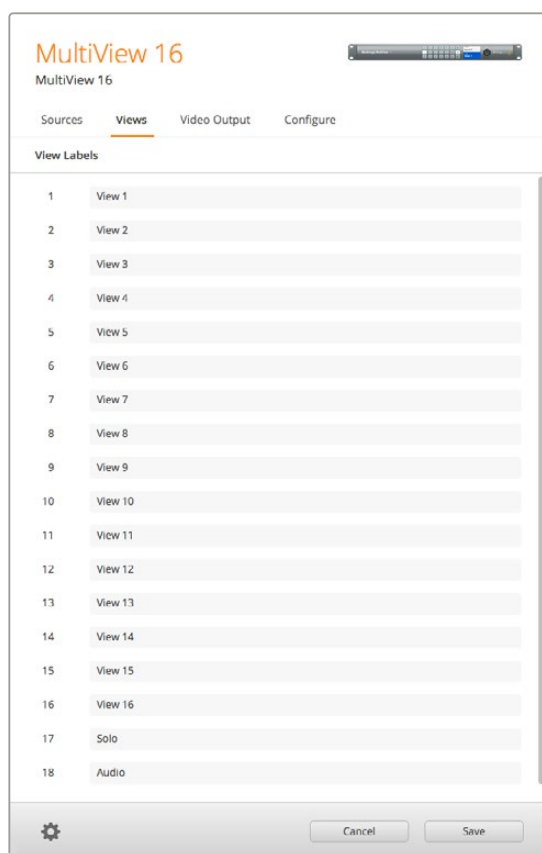 MultiView 16
MultiView 16
Sources Views Video Output Configure
View Labels
1 View 1
2 View 2
3 View 3
4 View 4
5 View 5
6 View 6
7 View 7
8 View 8
9 View 9
10 View 10
11 View 11
12 View 12
13 View 13
14 View 14
15 View 15
16 View 16
17 Solo
18 Audio
Cancel Save